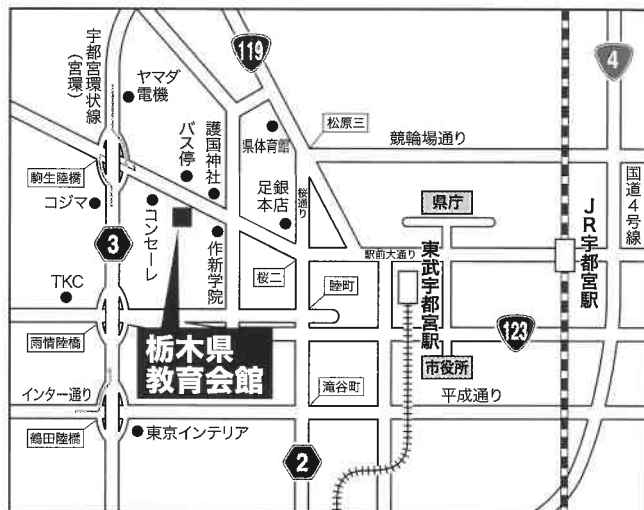 宇都宮環状線
（宮環）
ヤマダ
電機
119
4
松原三
競輪場通り
県体育館
護国神社
バス停
駒生陸橋
コジマ
コンセーレ
足銀
本店
桜通り
県庁
国道4号線
JR宇都宮駅
3
作新学院
駅前大通り
東武宇都宮駅
TKC
桜二
睦町
雨情陸橋
栃木県
教育会館
123
市役所
インター通り
滝谷町
平成通り
鶴田陸橋
東京インテリア
2